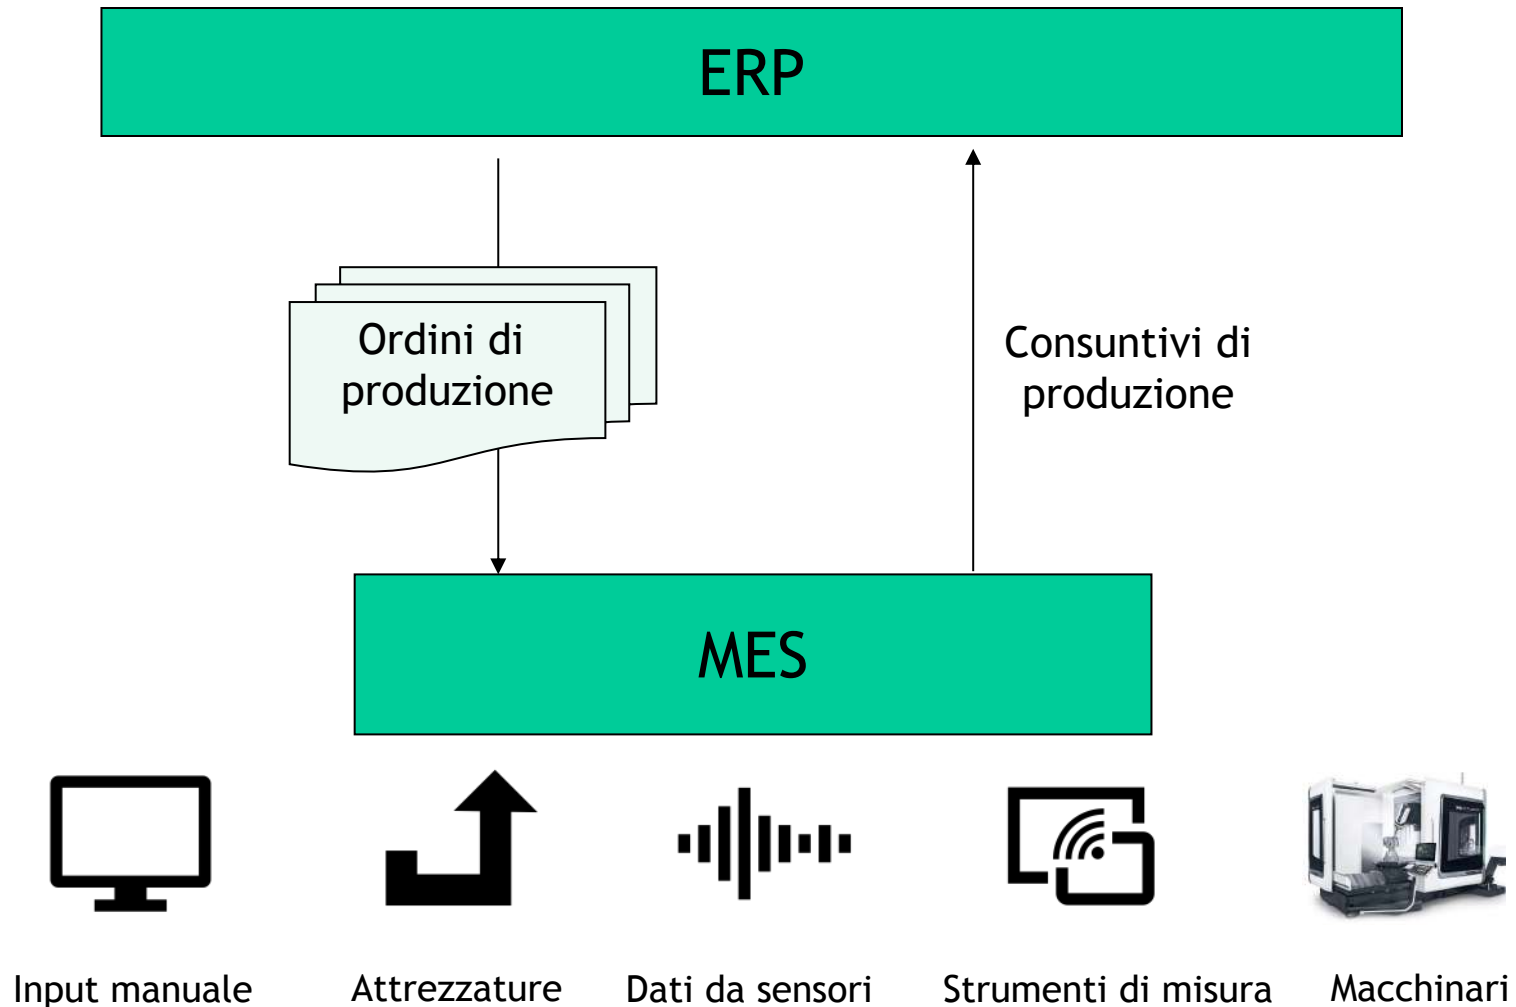 ERP
Ordini di
produzione
Consuntivi di
produzione
MES
Input manuale
Attrezzature
Dati da sensori
Strumenti di misura
Macchinari